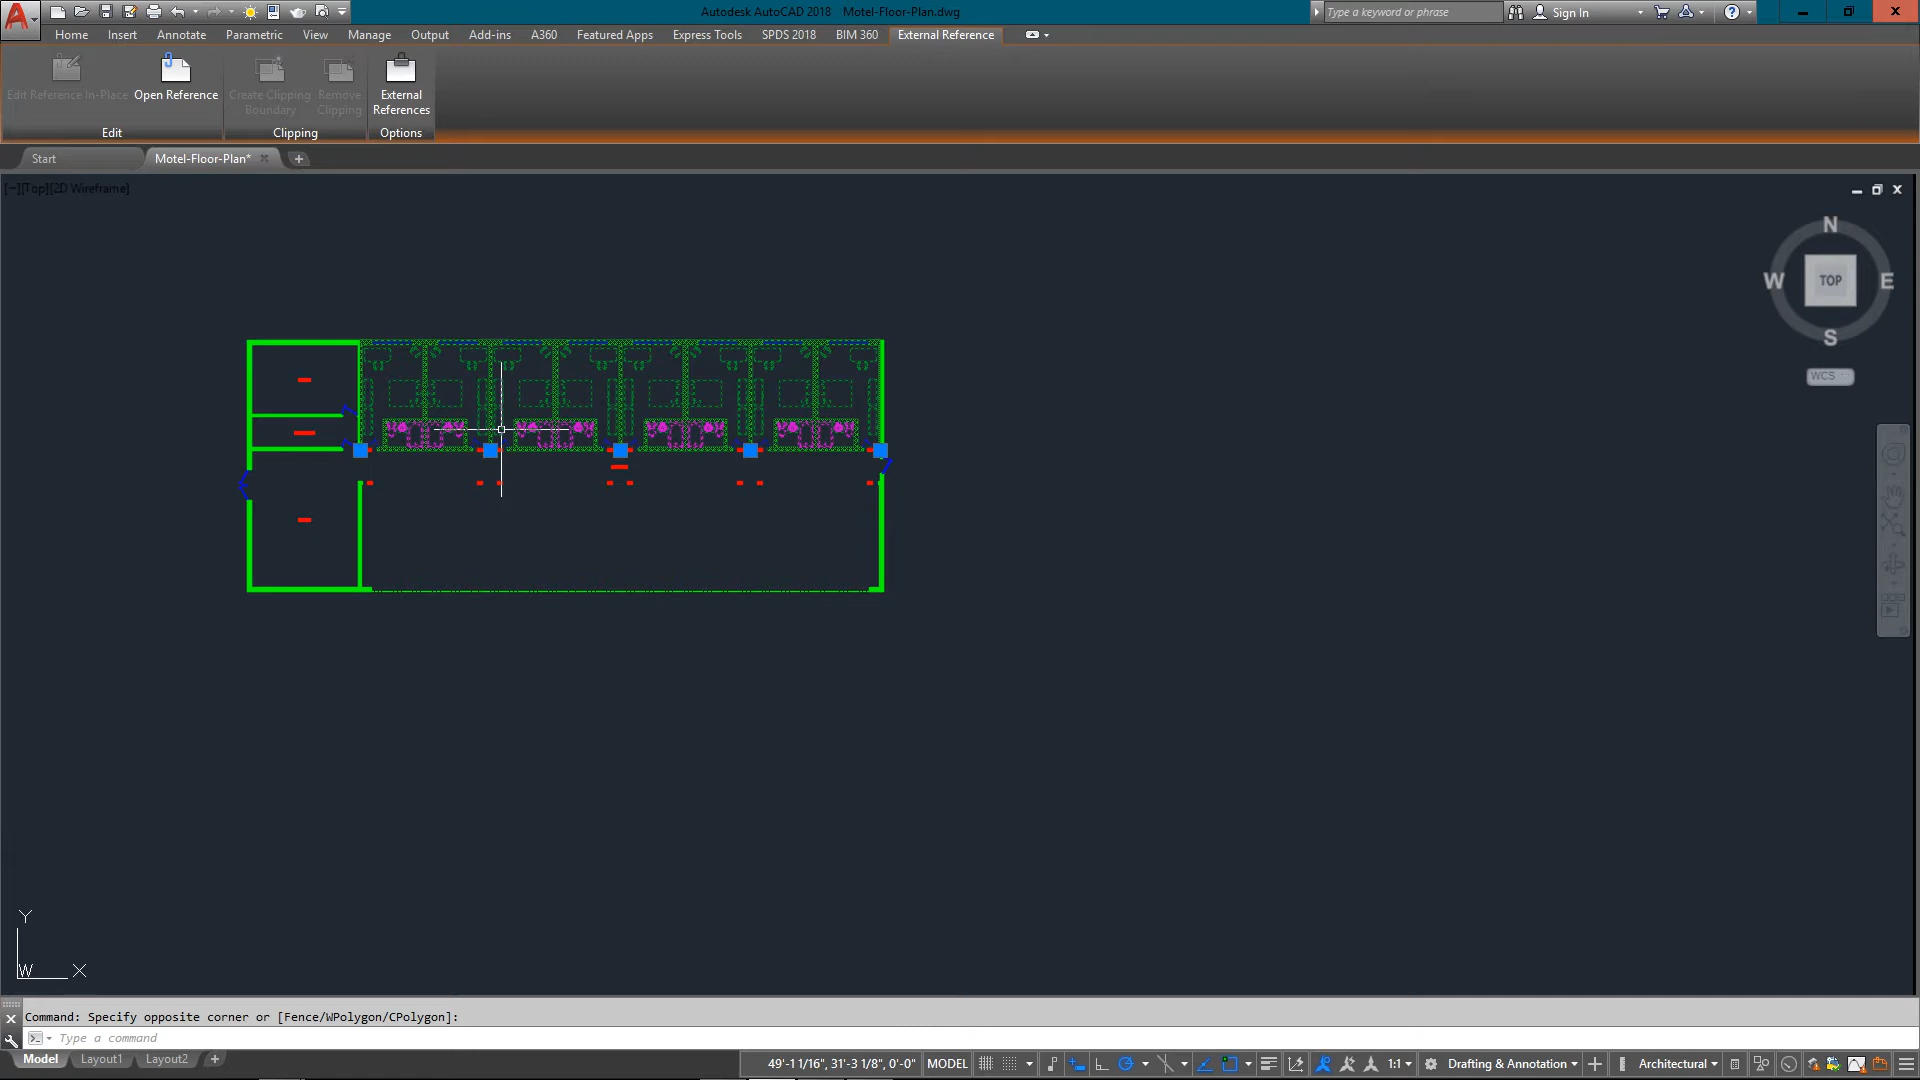 Autodesk AutoCAD 2018 Motel-Floor-Plan.dwg
Type a keyword or phrase
Sign In
Home Insert Annotate Parametric View Manage Output Add-ins A360 Featured Apps Express Tools SPDS 2018 BIM 360 External Reference
Edit Reference In-Place
Open Reference
Create Clipping
Boundary
Remove
Clipping
External
References
Edit Clipping Options
Start
Motel-Floor-Plan*
[−][Top][2D Wireframe]
N
W TOP E
S
WCS
Y
W X
Command: Specify opposite corner or [Fence/WPolygon/CPolygon]:
Type a command
Model Layout1 Layout2
49'-1 1/16", 31'-3 1/8", 0'-0" MODEL 1:1 Drafting & Annotation Architectural